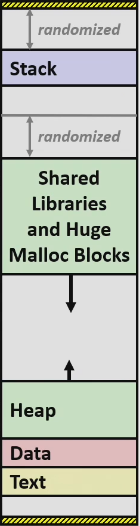 randomized
Stack
randomized
Shared
Libraries
and Huge
Malloc Blocks
Heap
Data
Text